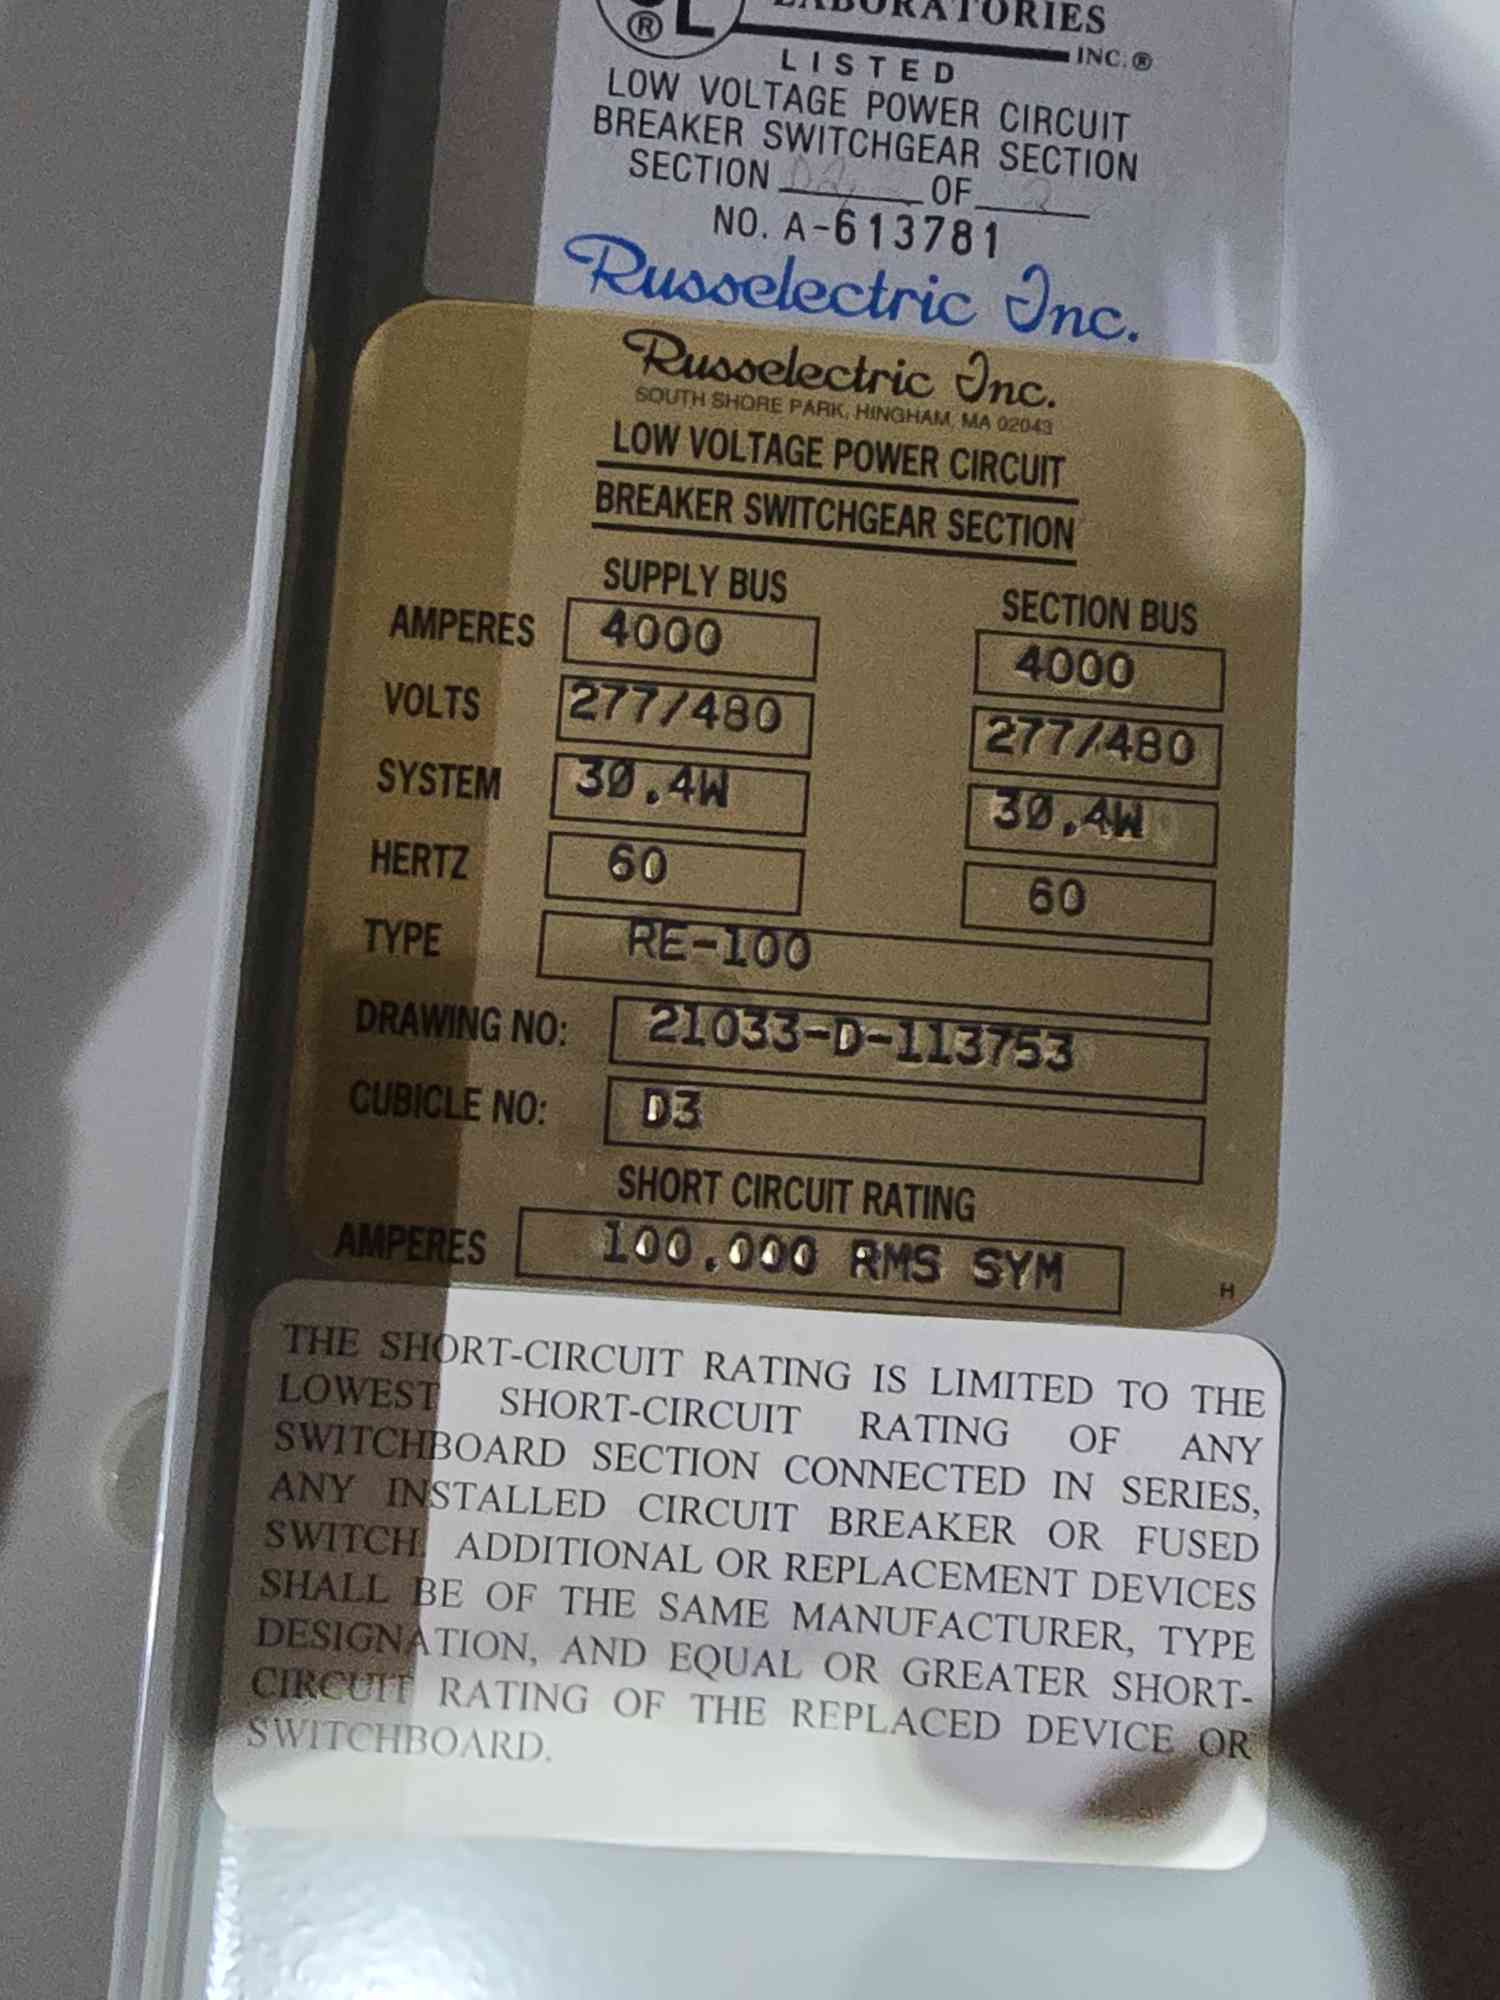 ® L LABORATORIES
INC.®
LISTED
LOW VOLTAGE POWER CIRCUIT
BREAKER SWITCHGEAR SECTION
SECTION OF 2
NO. A-613781
Russelectric Inc.
Russelectric Inc.
SOUTH SHORE PARK, HINGHAM, MA 02043
LOW VOLTAGE POWER CIRCUIT
BREAKER SWITCHGEAR SECTION
SUPPLY BUS SECTION BUS
AMPERES 4000 4000
VOLTS 277/480 277/480
SYSTEM 3Ø.4W 3Ø.4W
HERTZ 60 60
TYPE RE-100
DRAWING NO: 21033-D-113753
CUBICLE NO: D3
SHORT CIRCUIT RATING
AMPERES 100.000 RMS SYM
H
THE SHORT-CIRCUIT RATING IS LIMITED TO THE
LOWEST SHORT-CIRCUIT RATING OF ANY
SWITCHBOARD SECTION CONNECTED IN SERIES,
ANY INSTALLED CIRCUIT BREAKER OR FUSED
SWITCH. ADDITIONAL OR REPLACEMENT DEVICES
SHALL BE OF THE SAME MANUFACTURER, TYPE
DESIGNATION, AND EQUAL OR GREATER SHORT-
CIRCUIT RATING OF THE REPLACED DEVICE OR
SWITCHBOARD.